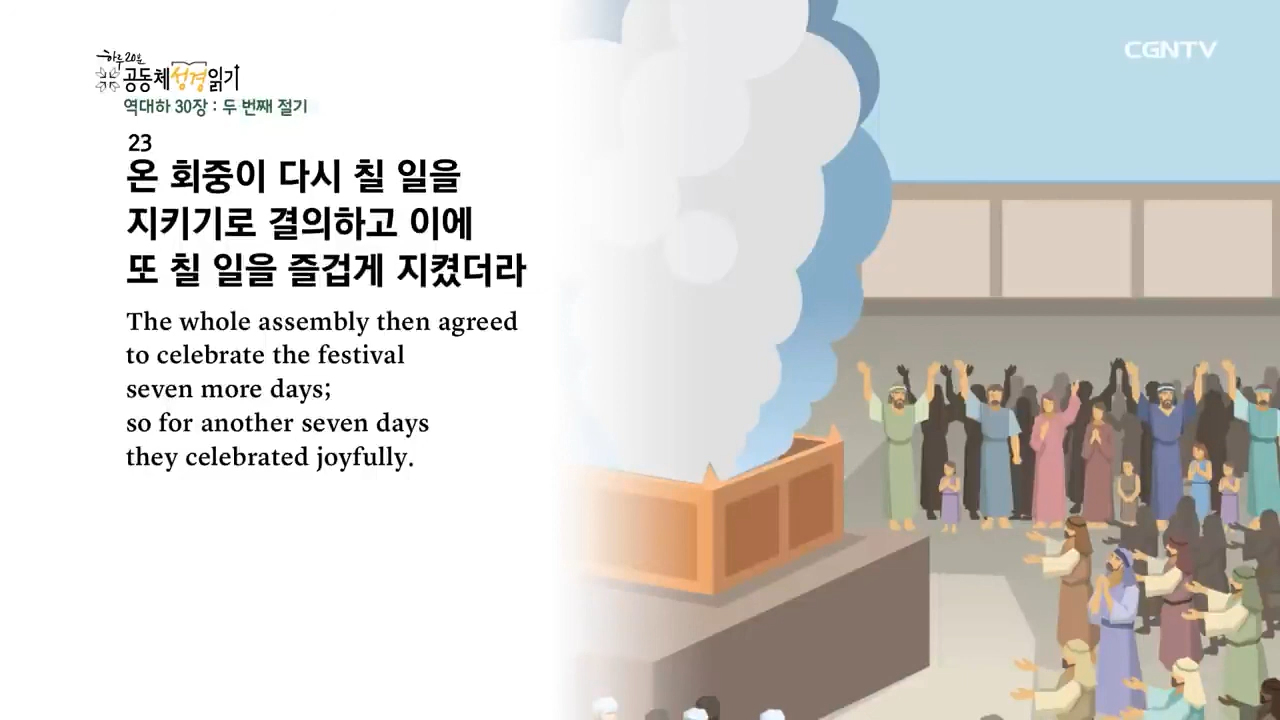 하루 20분
공동체 성경 읽기
CGNTV
역대하 30장 : 두 번째 절기
23
온 회중이 다시 칠 일을
지키기로 결의하고 이에
또 칠 일을 즐겁게 지켰더라
The whole assembly then agreed
to celebrate the festival
seven more days;
so for another seven days
they celebrated joyfully.